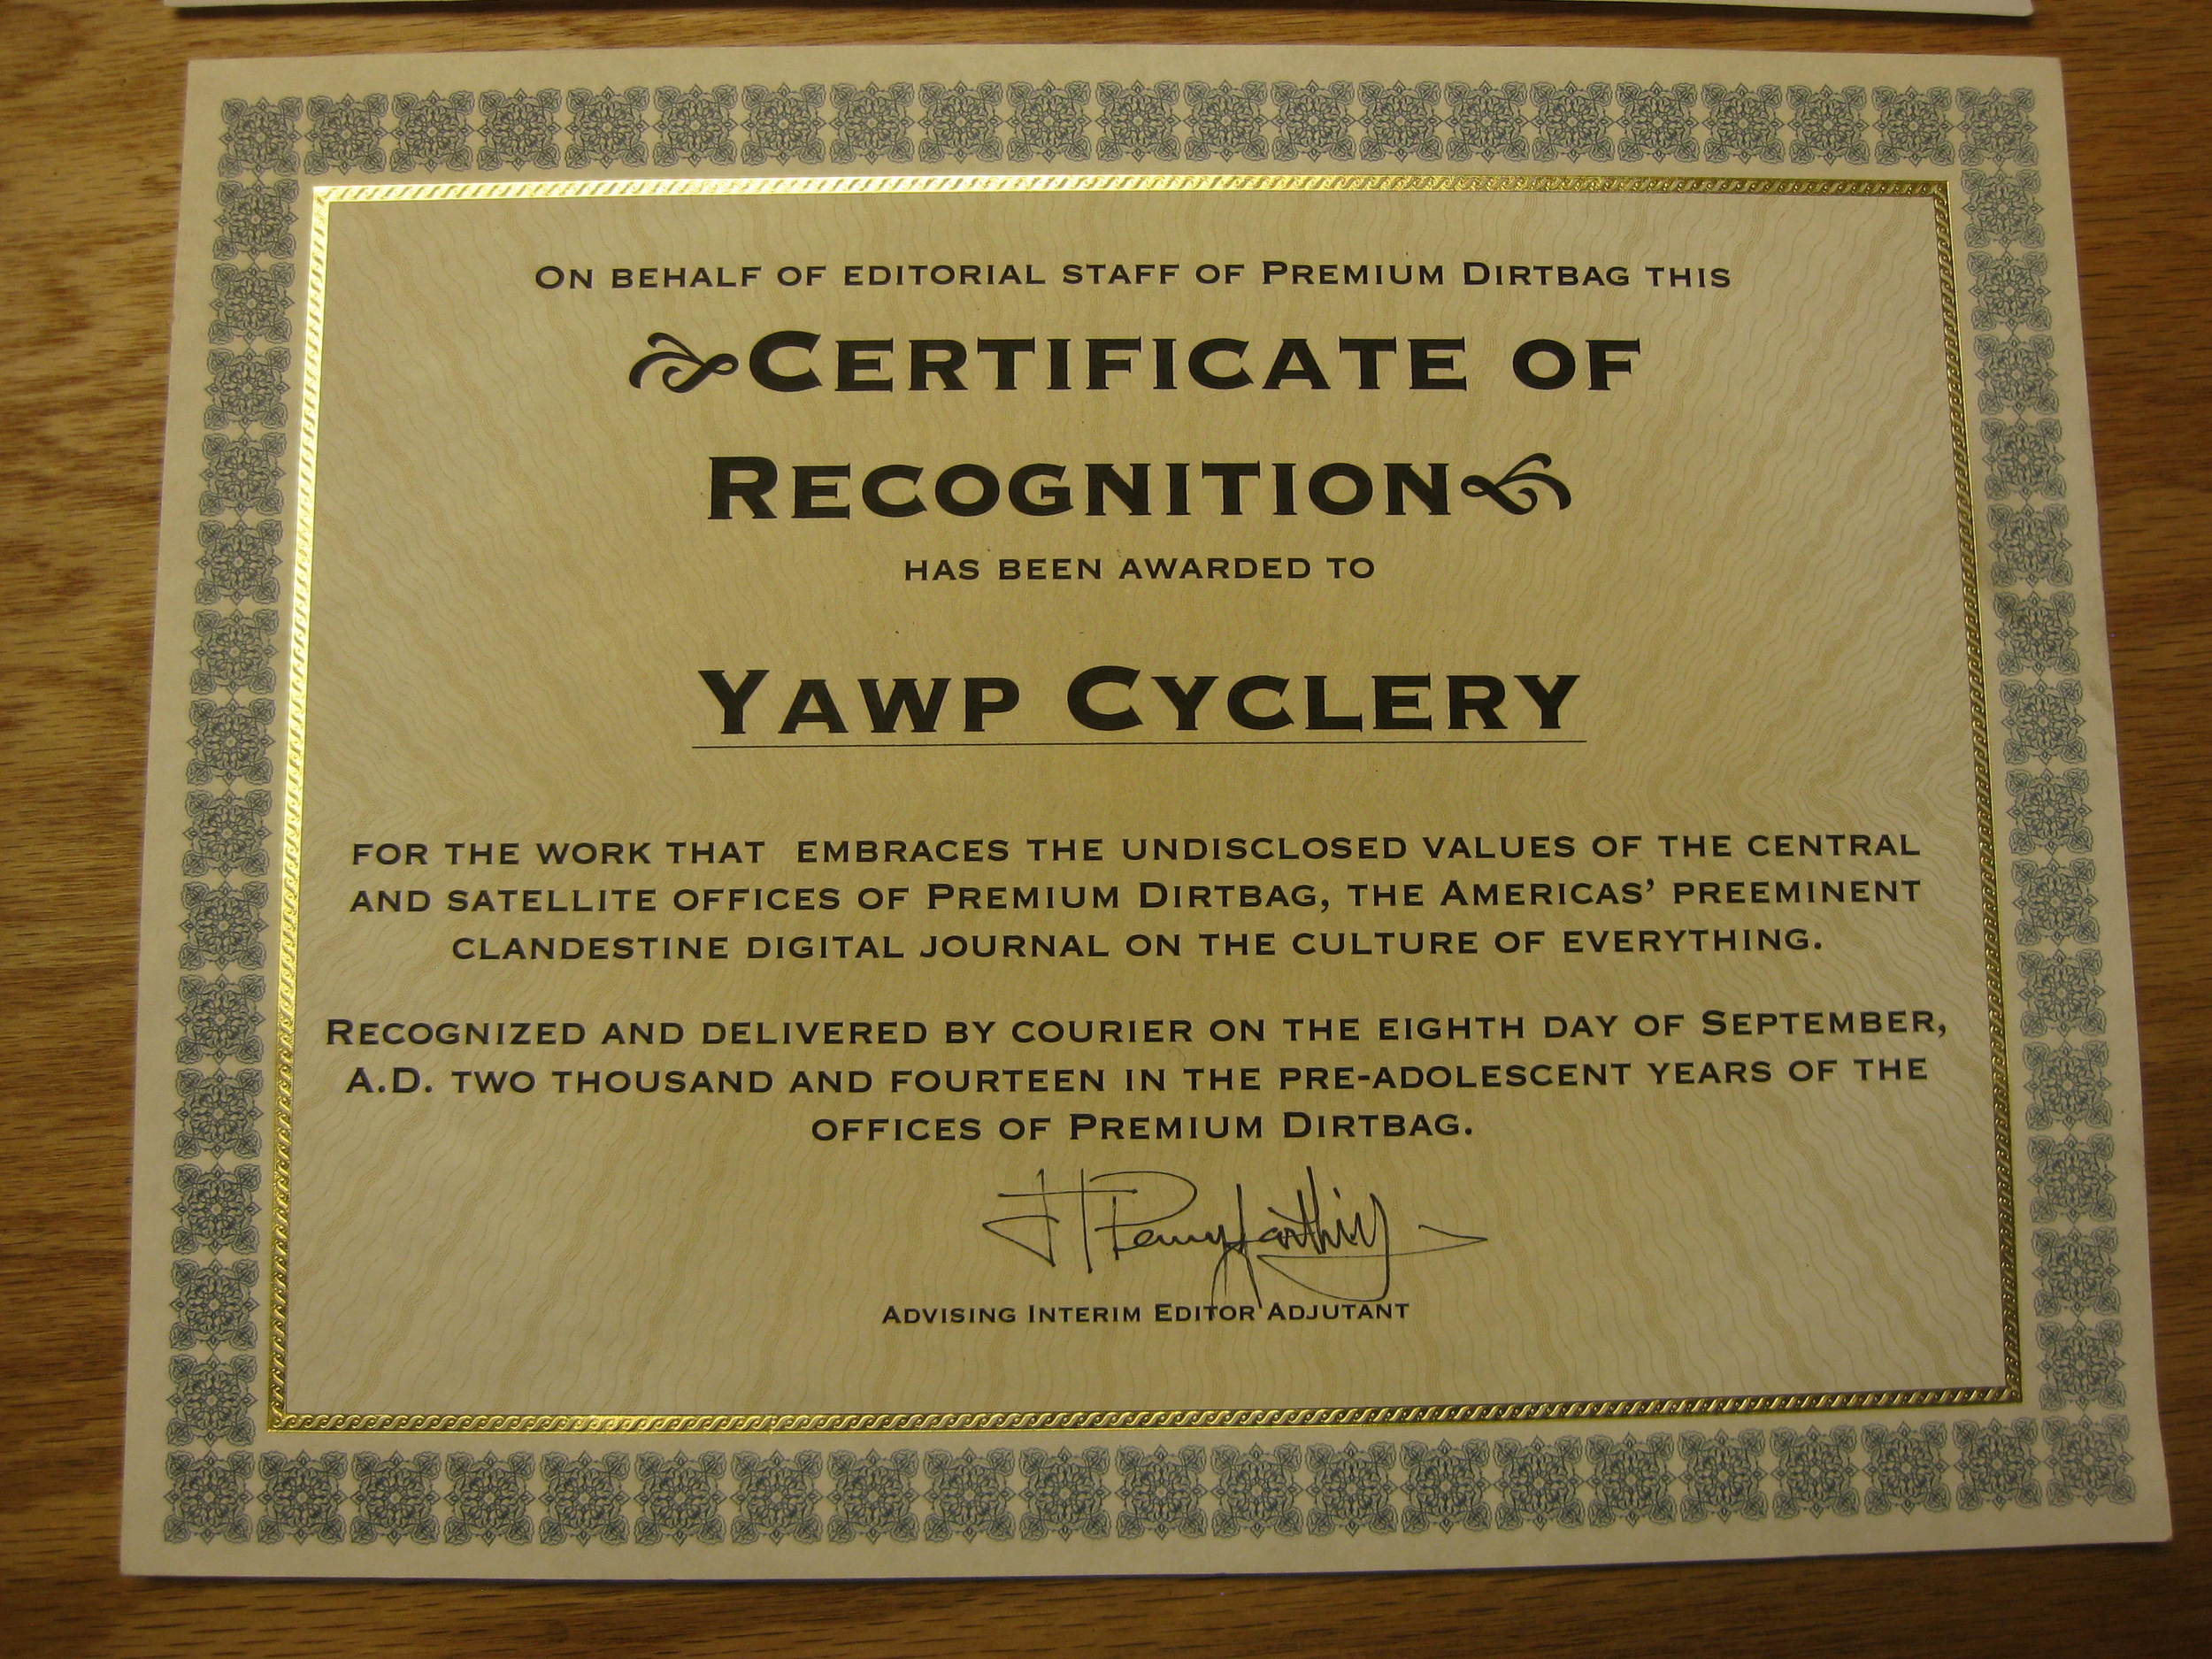 On behalf of editorial staff of Premium Dirtbag this
Certificate of
Recognition
has been awarded to
Yawp Cyclery
for the work that embraces the undisclosed values of the central
and satellite offices of Premium Dirtbag, the Americas’ preeminent
clandestine digital journal on the culture of everything.
Recognized and delivered by courier on the eighth day of September,
A.D. two thousand and fourteen in the pre-adolescent years of the
offices of Premium Dirtbag.
Advising Interim Editor Adjutant